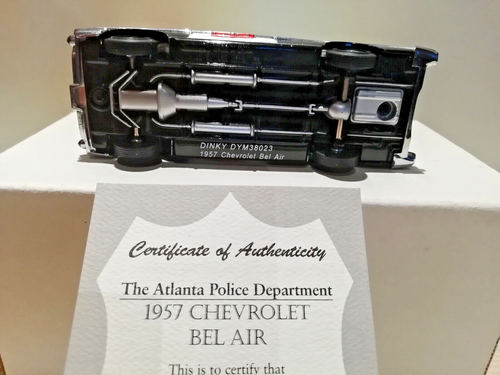 DINKY DYM38023
1957 Chevrolet Bel Air
Certificate of Authenticity
The Atlanta Police Department
1957 CHEVROLET
BEL AIR
This is to certify that